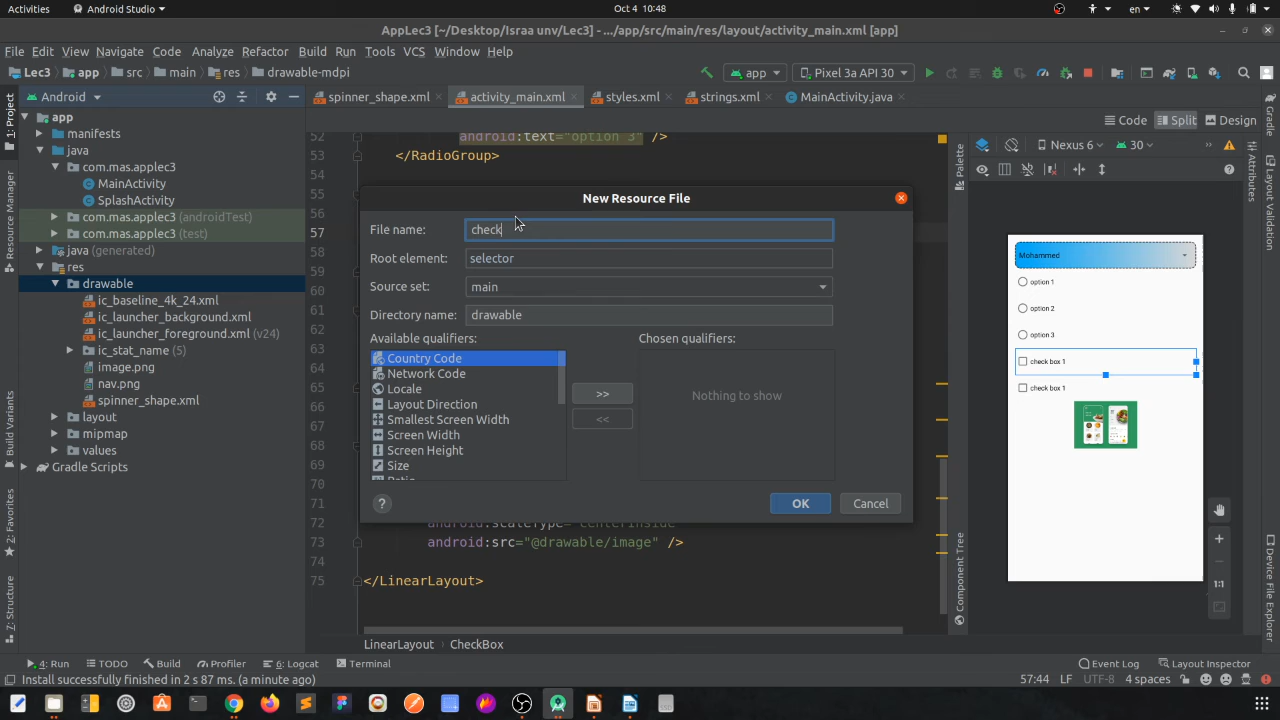 Activities
Android Studio
Oct 4 10:48
en
AppLec3 [~/Desktop/Israa unv/Lec3] - .../app/src/main/res/layout/activity_main.xml [app]
File Edit View Navigate Code Analyze Refactor Build Run Tools VCS Window Help
Lec3 app src main res drawable-mdpi
app
Pixel 3a API 30
Android
spinner_shape.xml
activity_main.xml
styles.xml
strings.xml
MainActivity.java
Code
Split
Design
1: Project
Resource Manager
Build Variants
2: Favorites
7: Structure
app
manifests
java
com.mas.applec3
MainActivity
SplashActivity
com.mas.applec3 (androidTest)
com.mas.applec3 (test)
java (generated)
res
drawable
ic_baseline_4k_24.xml
ic_launcher_background.xml
ic_launcher_foreground.xml (v24)
ic_stat_name (5)
image.png
nav.png
spinner_shape.xml
layout
mipmap
values
Gradle Scripts
52 android:text="option 3" />
53 </RadioGroup>
54
55
56
57
58
59
60
61
62
63
64
65
66
67
68
69
70
71
72
73 android:src="@drawable/image" />
74
75 </LinearLayout>
New Resource File
File name: check
Root element: selector
Source set: main
Directory name: drawable
Available qualifiers:
Chosen qualifiers:
Country Code
Network Code
Locale
Layout Direction
Smallest Screen Width
Screen Width
Screen Height
Size
>>
<<
Nothing to show
?
OK
Cancel
LinearLayout CheckBox
Palette
Component Tree
Nexus 6
30
Mohammed
option 1
option 2
option 3
check box 1
check box 1
1:1
Gradle
Layout Validation
Attributes
Device File Explorer
4: Run
TODO
Build
Profiler
6: Logcat
Terminal
Event Log
Layout Inspector
Install successfully finished in 2 s 87 ms. (a minute ago)
57:44 LF UTF-8 4 spaces